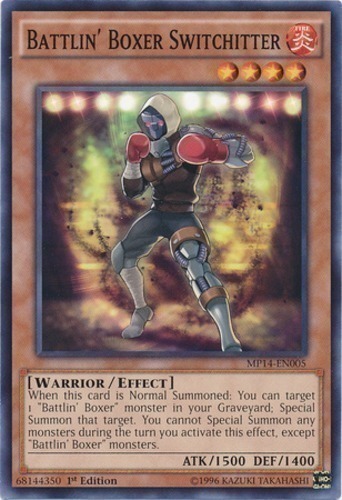 BATTLIN' BOXER SWITCHITTER
FIRE
炎
MP14-EN005
[WARRIOR / EFFECT]
When this card is Normal Summoned: You can target
1 "Battlin' Boxer" monster in your Graveyard; Special
Summon that target. You cannot Special Summon any
monsters during the turn you activate this effect, except
"Battlin' Boxer" monsters.
ATK/1500 DEF/1400
68144350 1st Edition ©1996 KAZUKI TAKAHASHI